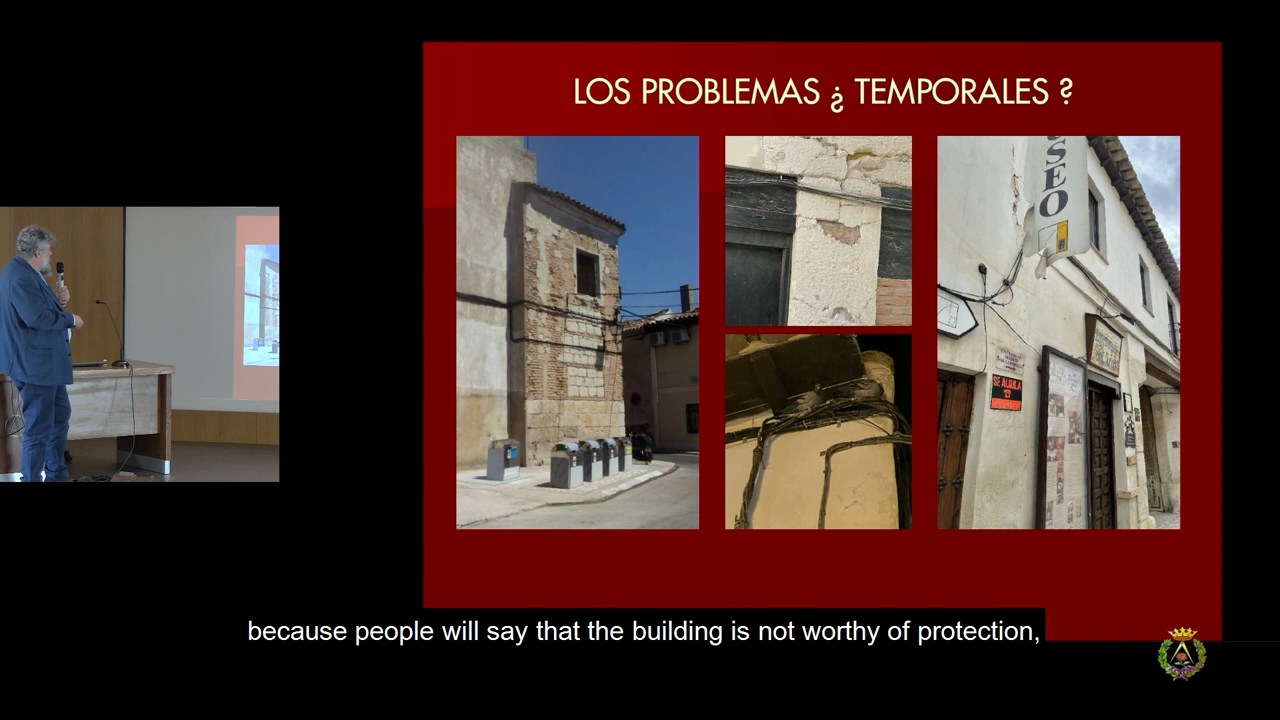 LOS PROBLEMAS ¿ TEMPORALES ?
SEO
SE ALQUILA
because people will say that the building is not worthy of protection,